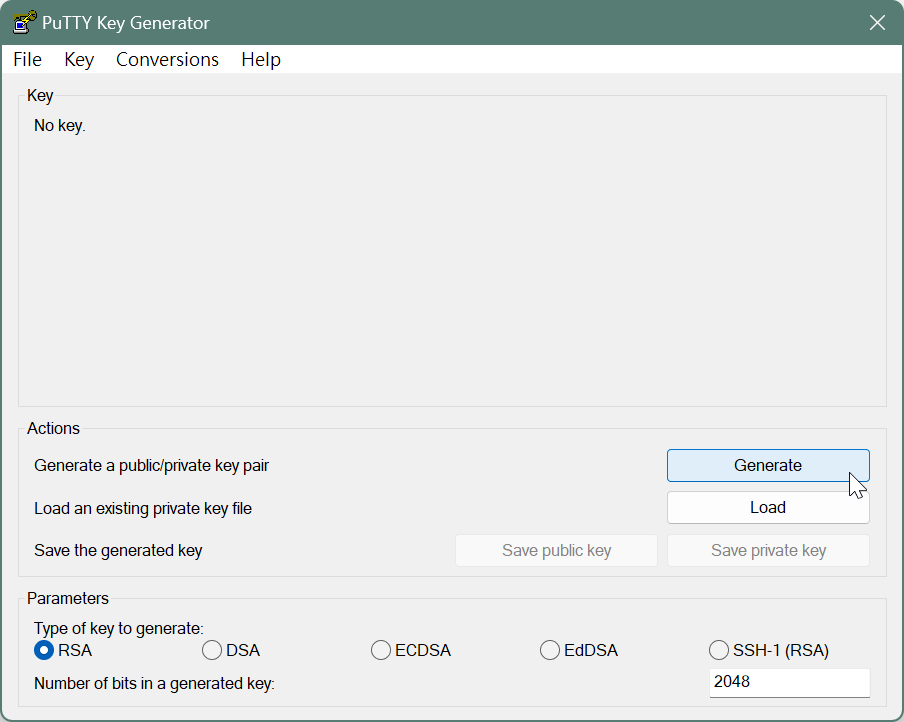 PuTTY Key Generator
File Key Conversions Help
Key
No key.
Actions
Generate a public/private key pair
Generate
Load an existing private key file
Load
Save the generated key
Save public key
Save private key
Parameters
Type of key to generate:
RSA DSA ECDSA EdDSA SSH-1 (RSA)
Number of bits in a generated key:
2048